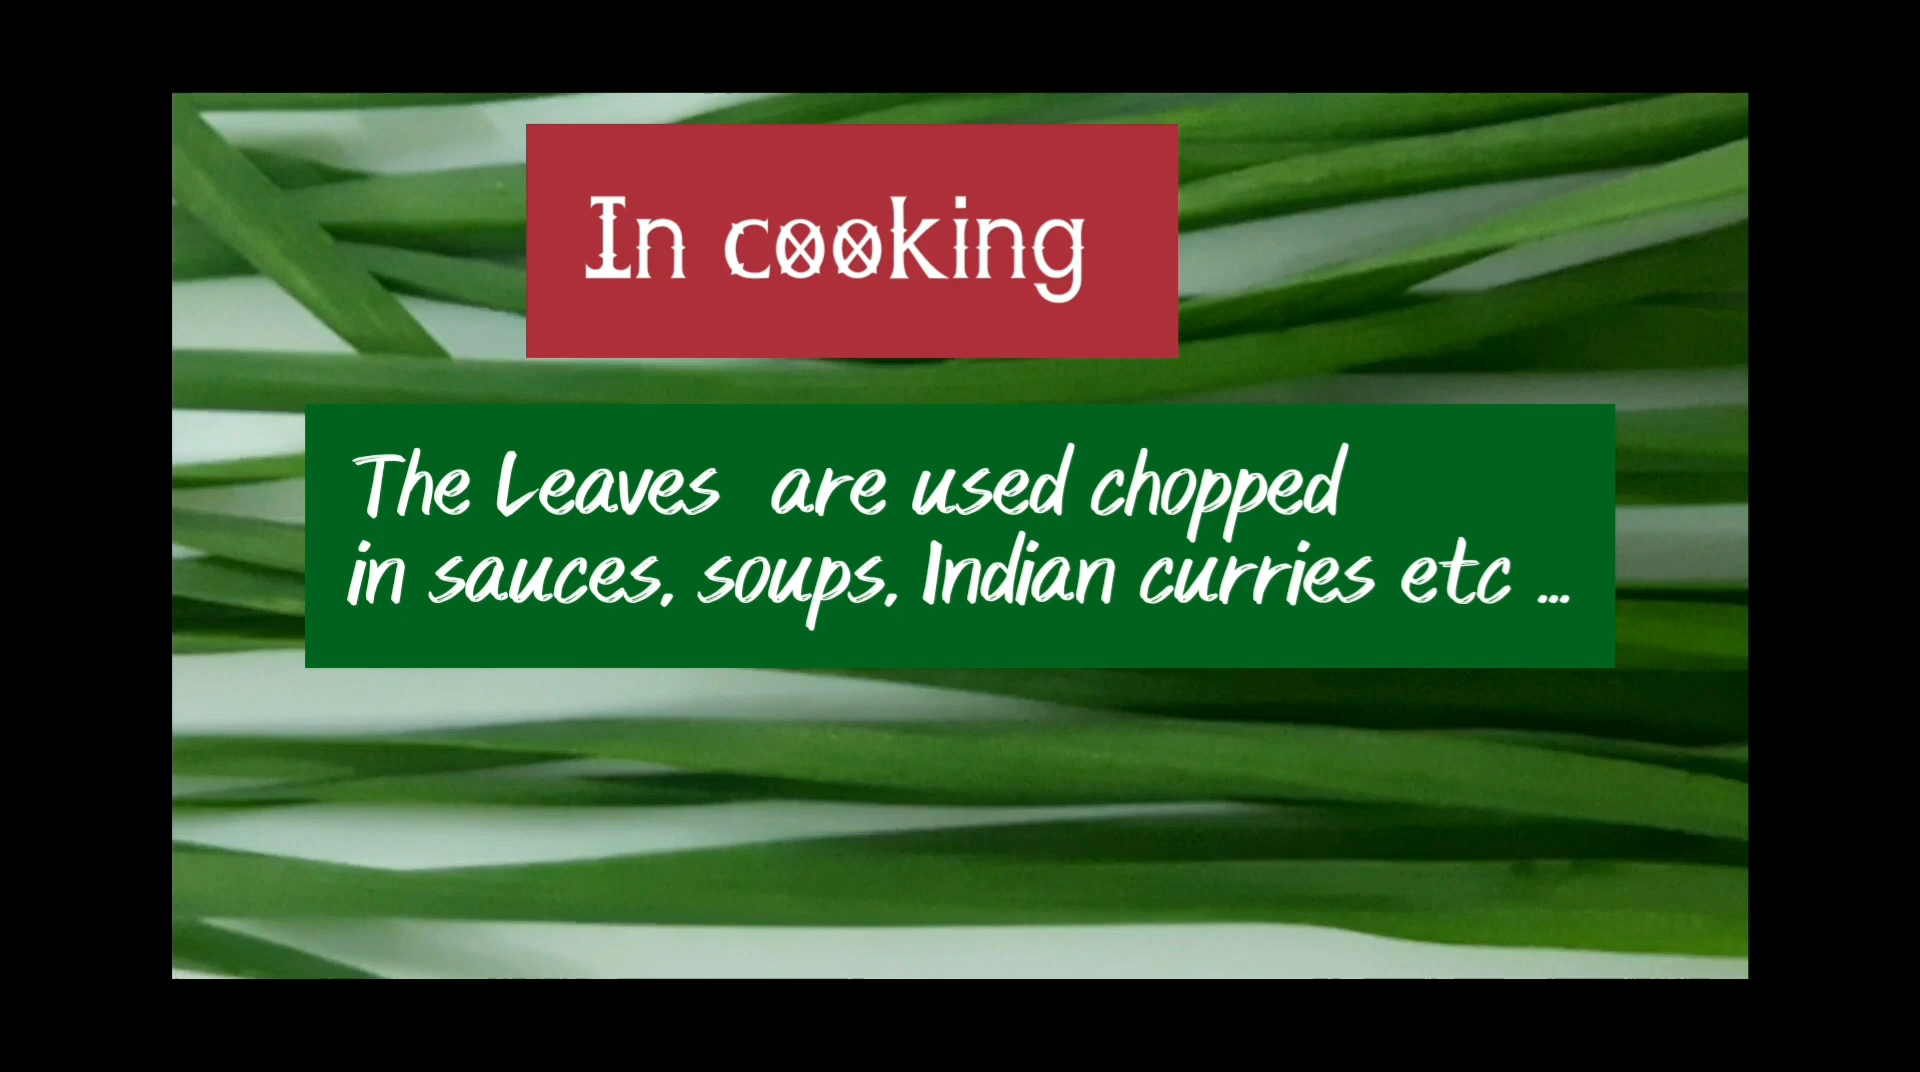 In cooking
The Leaves are used chopped
in sauces, soups, Indian curries etc ...